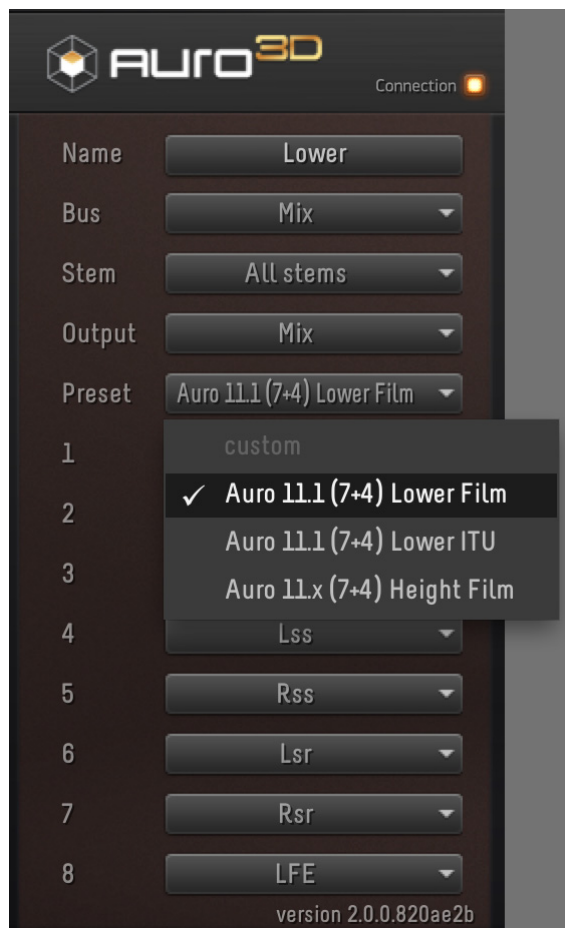 Auro 3D
Connection
Name Lower
Bus Mix
Stem All stems
Output Mix
Preset Auro 11.1 (7+4) Lower Film
1 custom
Auro 11.1 (7+4) Lower Film
2
Auro 11.1 (7+4) Lower ITU
3 Auro 11.x (7+4) Height Film
4 Lss
5 Rss
6 Lsr
7 Rsr
8 LFE
version 2.0.0.820ae2b